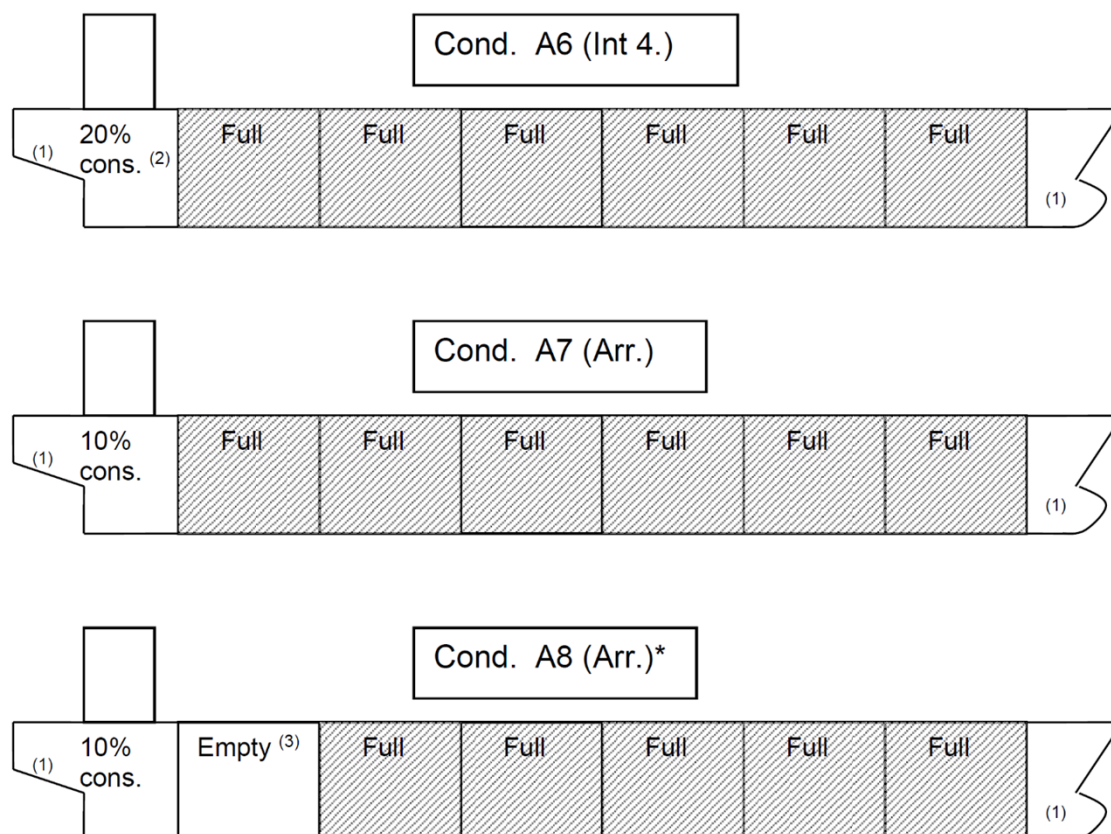 Cond. A6 (Int 4.)
(1) 20% cons. (2) Full Full Full Full Full Full (1)
Cond. A7 (Arr.)
(1) 10% cons. Full Full Full Full Full Full (1)
Cond. A8 (Arr.)*
(1) 10% cons. Empty (3) Full Full Full Full Full (1)